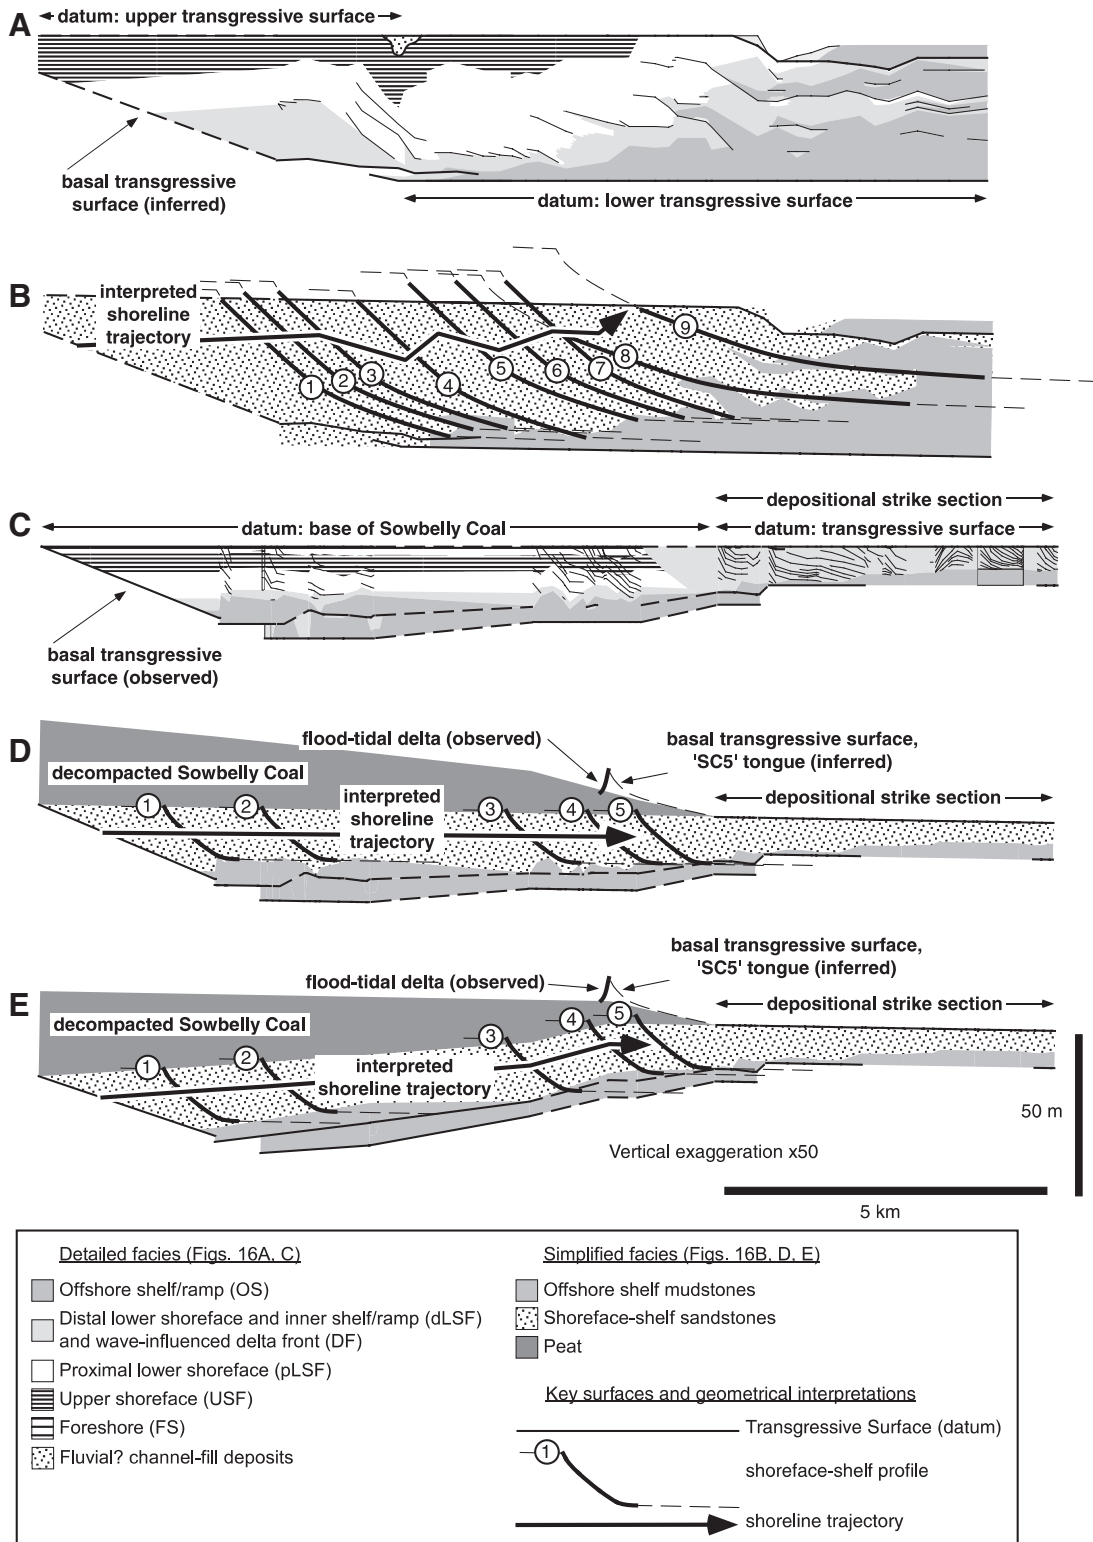 A
datum: upper transgressive surface
basal transgressive
surface (inferred)
datum: lower transgressive surface
B
interpreted
shoreline
trajectory
1
2
3
4
5
6
7
8
9
depositional strike section
C
datum: base of Sowbelly Coal
datum: transgressive surface
basal transgressive
surface (observed)
D
flood-tidal delta (observed)
basal transgressive surface,
'SC5' tongue (inferred)
decompacted Sowbelly Coal
depositional strike section
1
2
3
4
5
interpreted
shoreline
trajectory
E
flood-tidal delta (observed)
basal transgressive surface,
'SC5' tongue (inferred)
decompacted Sowbelly Coal
depositional strike section
1
2
3
4
5
interpreted
shoreline trajectory
50 m
Vertical exaggeration x50
5 km
Detailed facies (Figs. 16A, C)
Offshore shelf/ramp (OS)
Distal lower shoreface and inner shelf/ramp (dLSF)
and wave-influenced delta front (DF)
Proximal lower shoreface (pLSF)
Upper shoreface (USF)
Foreshore (FS)
Fluvial? channel-fill deposits
Simplified facies (Figs. 16B, D, E)
Offshore shelf mudstones
Shoreface-shelf sandstones
Peat
Key surfaces and geometrical interpretations
Transgressive Surface (datum)
1
shoreface-shelf profile
shoreline trajectory